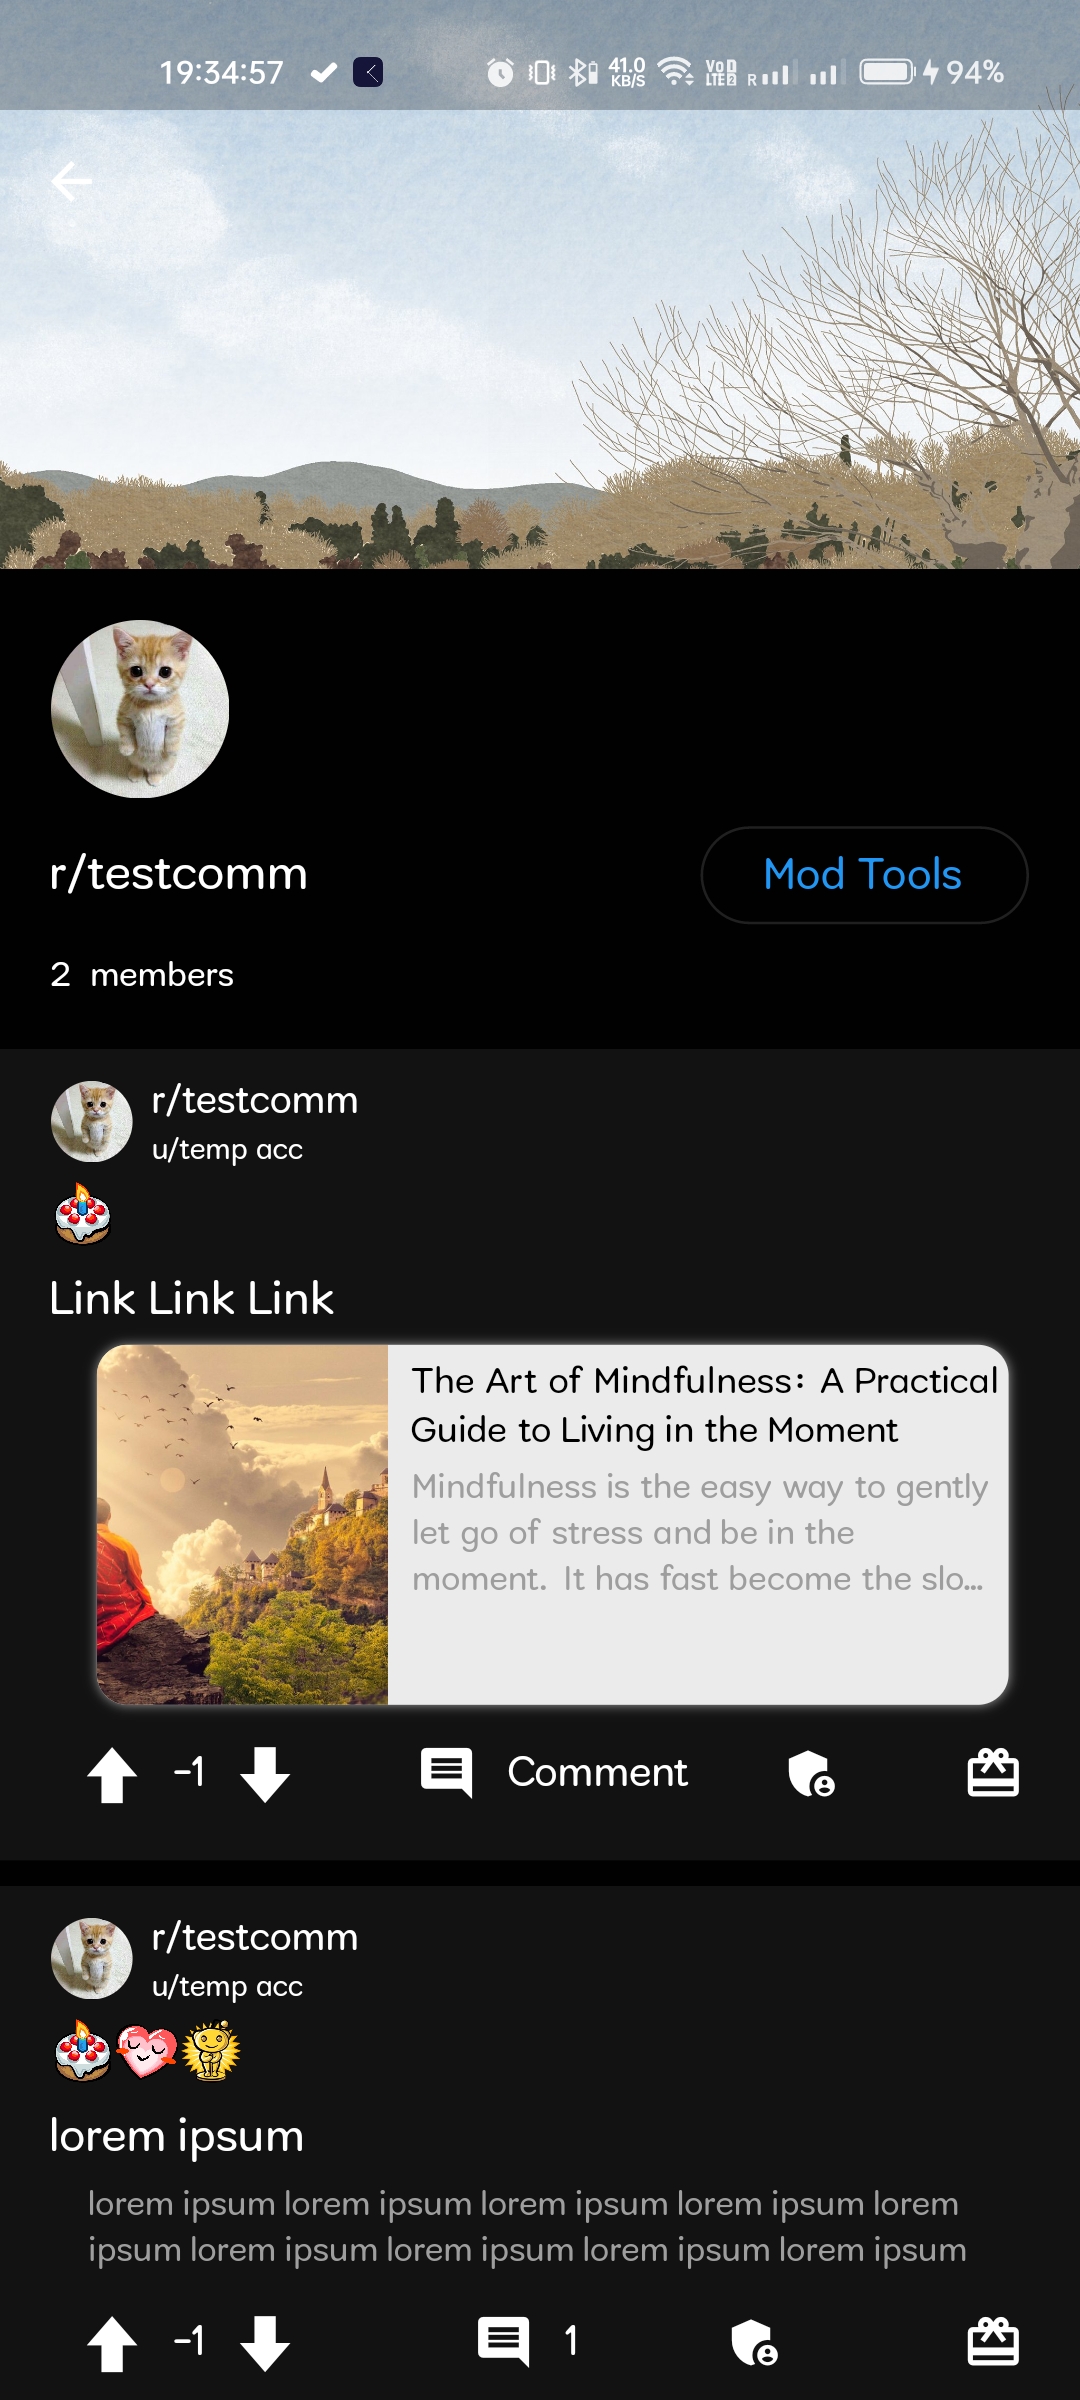 19:34:57 41.0 KB/S VoD LTE2 R 94%
r/testcomm
Mod Tools
2 members
r/testcomm
u/temp acc
Link Link Link
The Art of Mindfulness: A Practical
Guide to Living in the Moment
Mindfulness is the easy way to gently
let go of stress and be in the
moment. It has fast become the slo...
-1 Comment
r/testcomm
u/temp acc
lorem ipsum
lorem ipsum lorem ipsum lorem ipsum lorem ipsum lorem
ipsum lorem ipsum lorem ipsum lorem ipsum lorem ipsum
-1 1